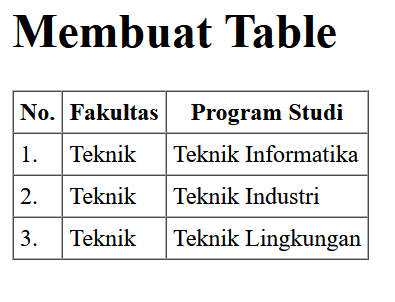 Membuat Table
No. Fakultas Program Studi
1. Teknik Teknik Informatika
2. Teknik Teknik Industri
3. Teknik Teknik Lingkungan